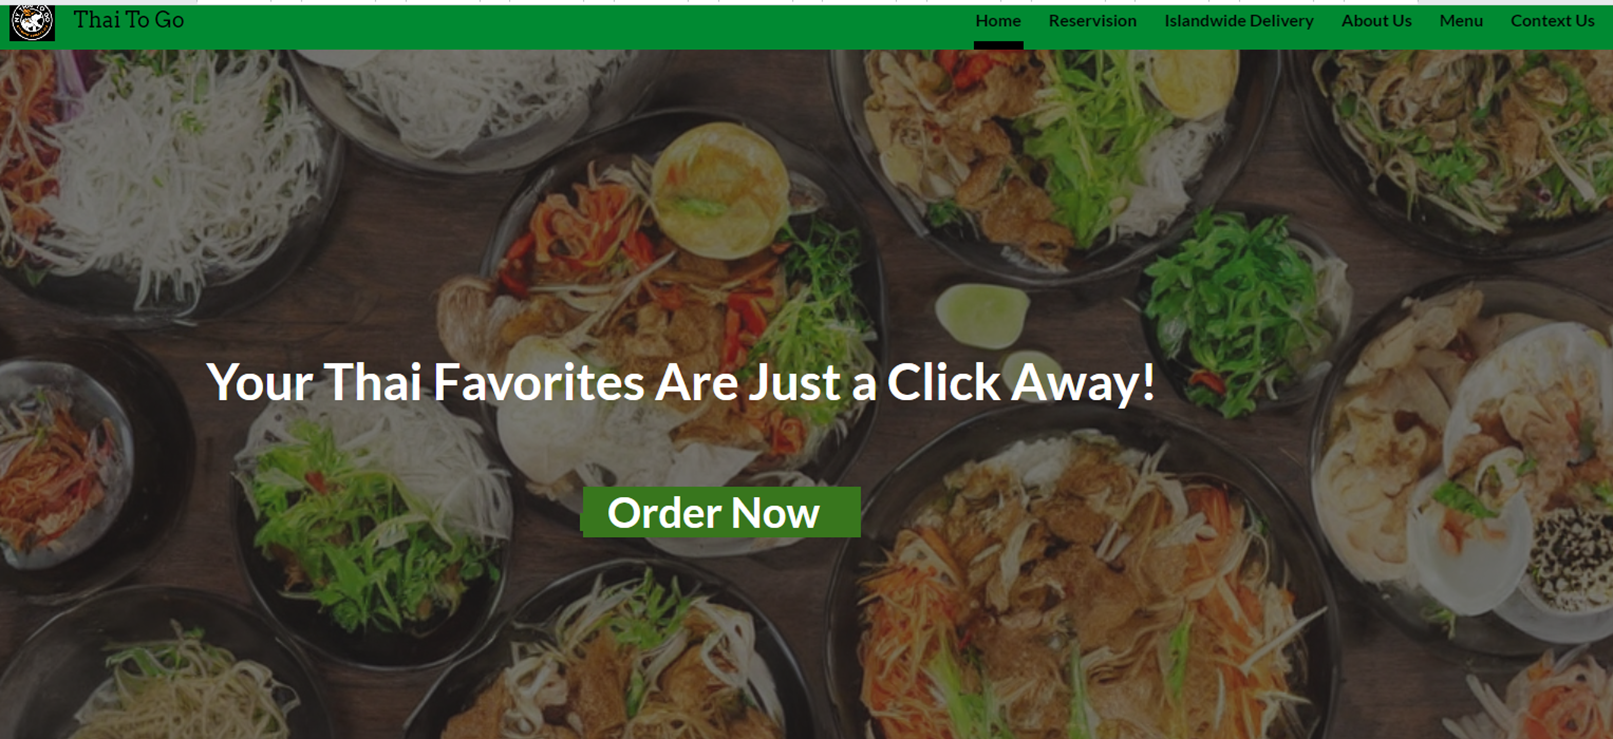 Thai To Go
Home Reservision Islandwide Delivery About Us Menu Context Us
Your Thai Favorites Are Just a Click Away!
Order Now